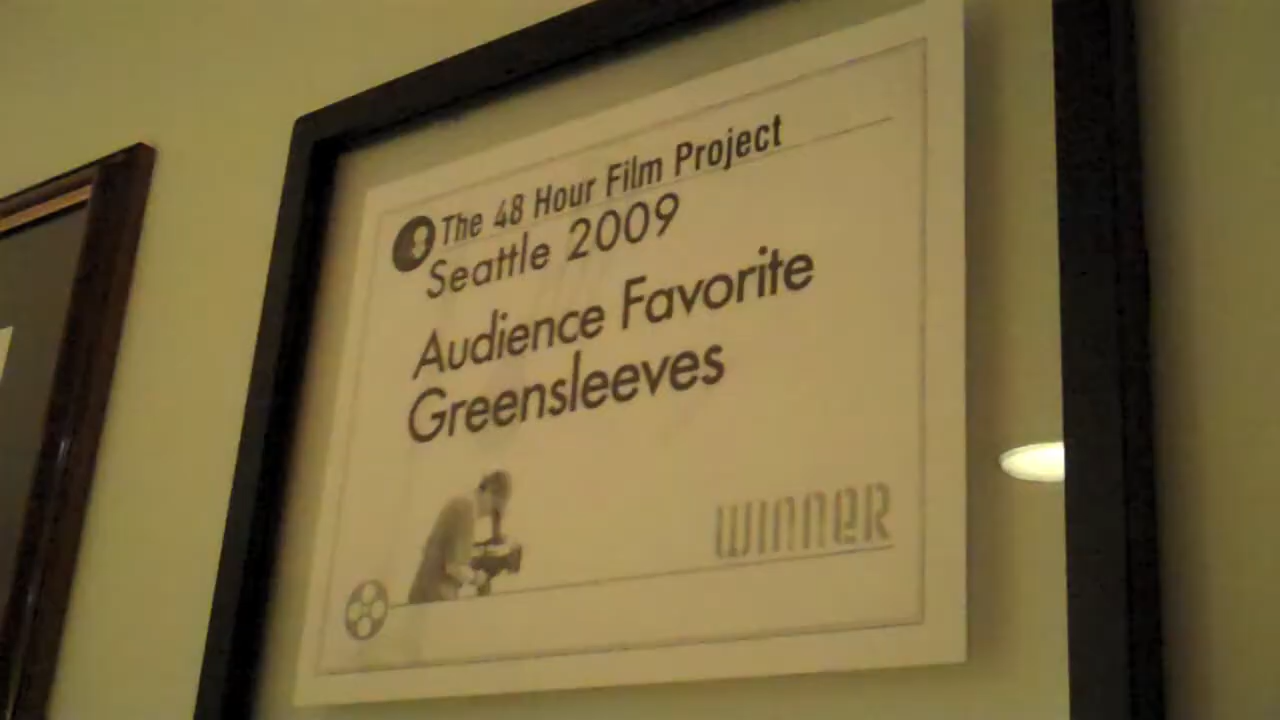 The 48 Hour Film Project
Seattle 2009
Audience Favorite
Greensleeves
WINNER